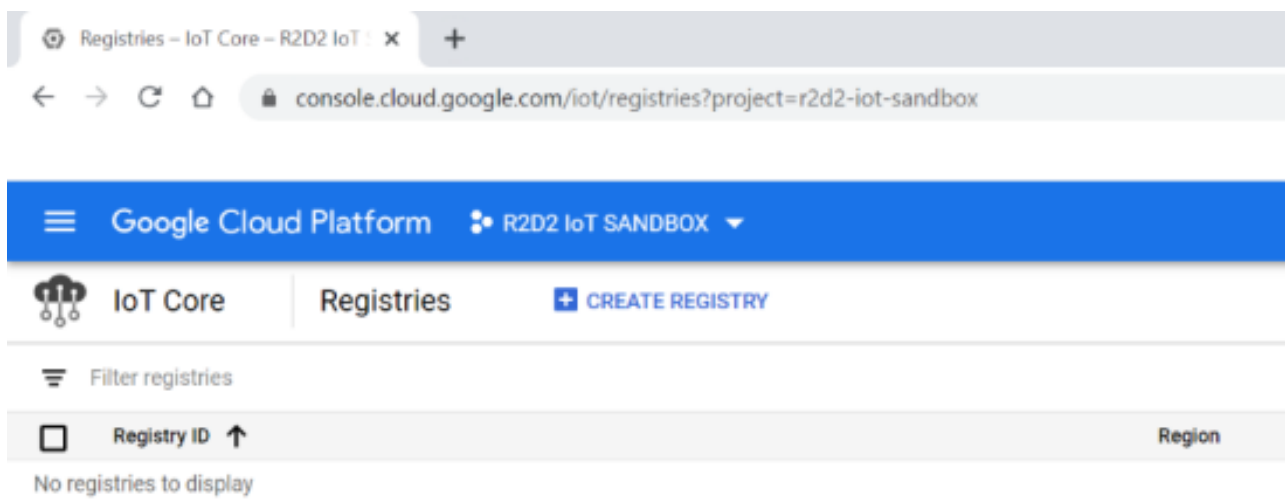 Registries – IoT Core – R2D2 IoT
console.cloud.google.com/iot/registries?project=r2d2-iot-sandbox
Google Cloud Platform R2D2 IoT SANDBOX
IoT Core Registries CREATE REGISTRY
Filter registries
Registry ID Region
No registries to display